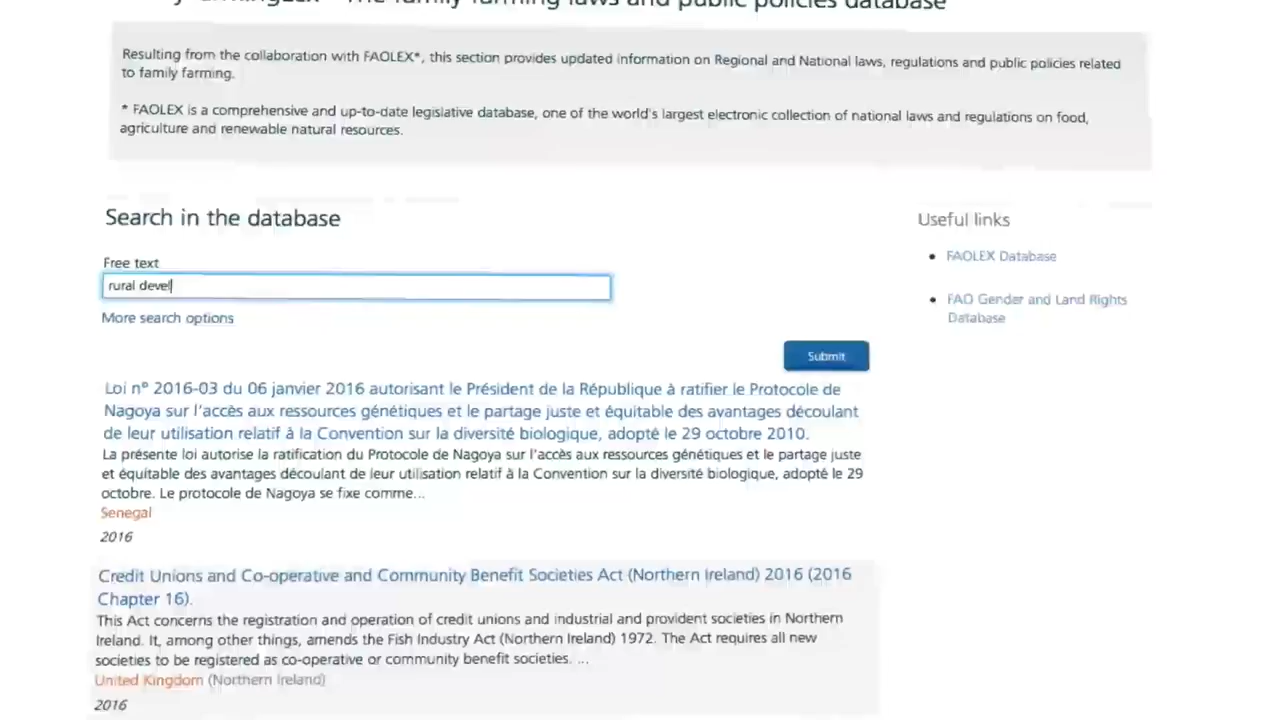 The family farming laws and public policies database
Resulting from the collaboration with FAOLEX*, this section provides updated information on Regional and National laws, regulations and public policies related
to family farming.
* FAOLEX is a comprehensive and up-to-date legislative database, one of the world's largest electronic collection of national laws and regulations on food,
agriculture and renewable natural resources.
Search in the database
Free text
rural devel
More search options
Submit
Loi n° 2016-03 du 06 janvier 2016 autorisant le Président de la République à ratifier le Protocole de
Nagoya sur l'accès aux ressources génétiques et le partage juste et équitable des avantages découlant
de leur utilisation relatif à la Convention sur la diversité biologique, adopté le 29 octobre 2010.
La présente loi autorise la ratification du Protocole de Nagoya sur l'accès aux ressources génétiques et le partage juste
et équitable des avantages découlant de leur utilisation relatif à la Convention sur la diversité biologique, adopté le 29
octobre. Le protocole de Nagoya se fixe comme...
Senegal
2016
Credit Unions and Co-operative and Community Benefit Societies Act (Northern Ireland) 2016 (2016
Chapter 16).
This Act concerns the registration and operation of credit unions and industrial and provident societies in Northern
Ireland. It, among other things, amends the Fish Industry Act (Northern Ireland) 1972. The Act requires all new
societies to be registered as co-operative or community benefit societies. ...
United Kingdom (Northern Ireland)
2016
Useful links
FAOLEX Database
FAO Gender and Land Rights
Database